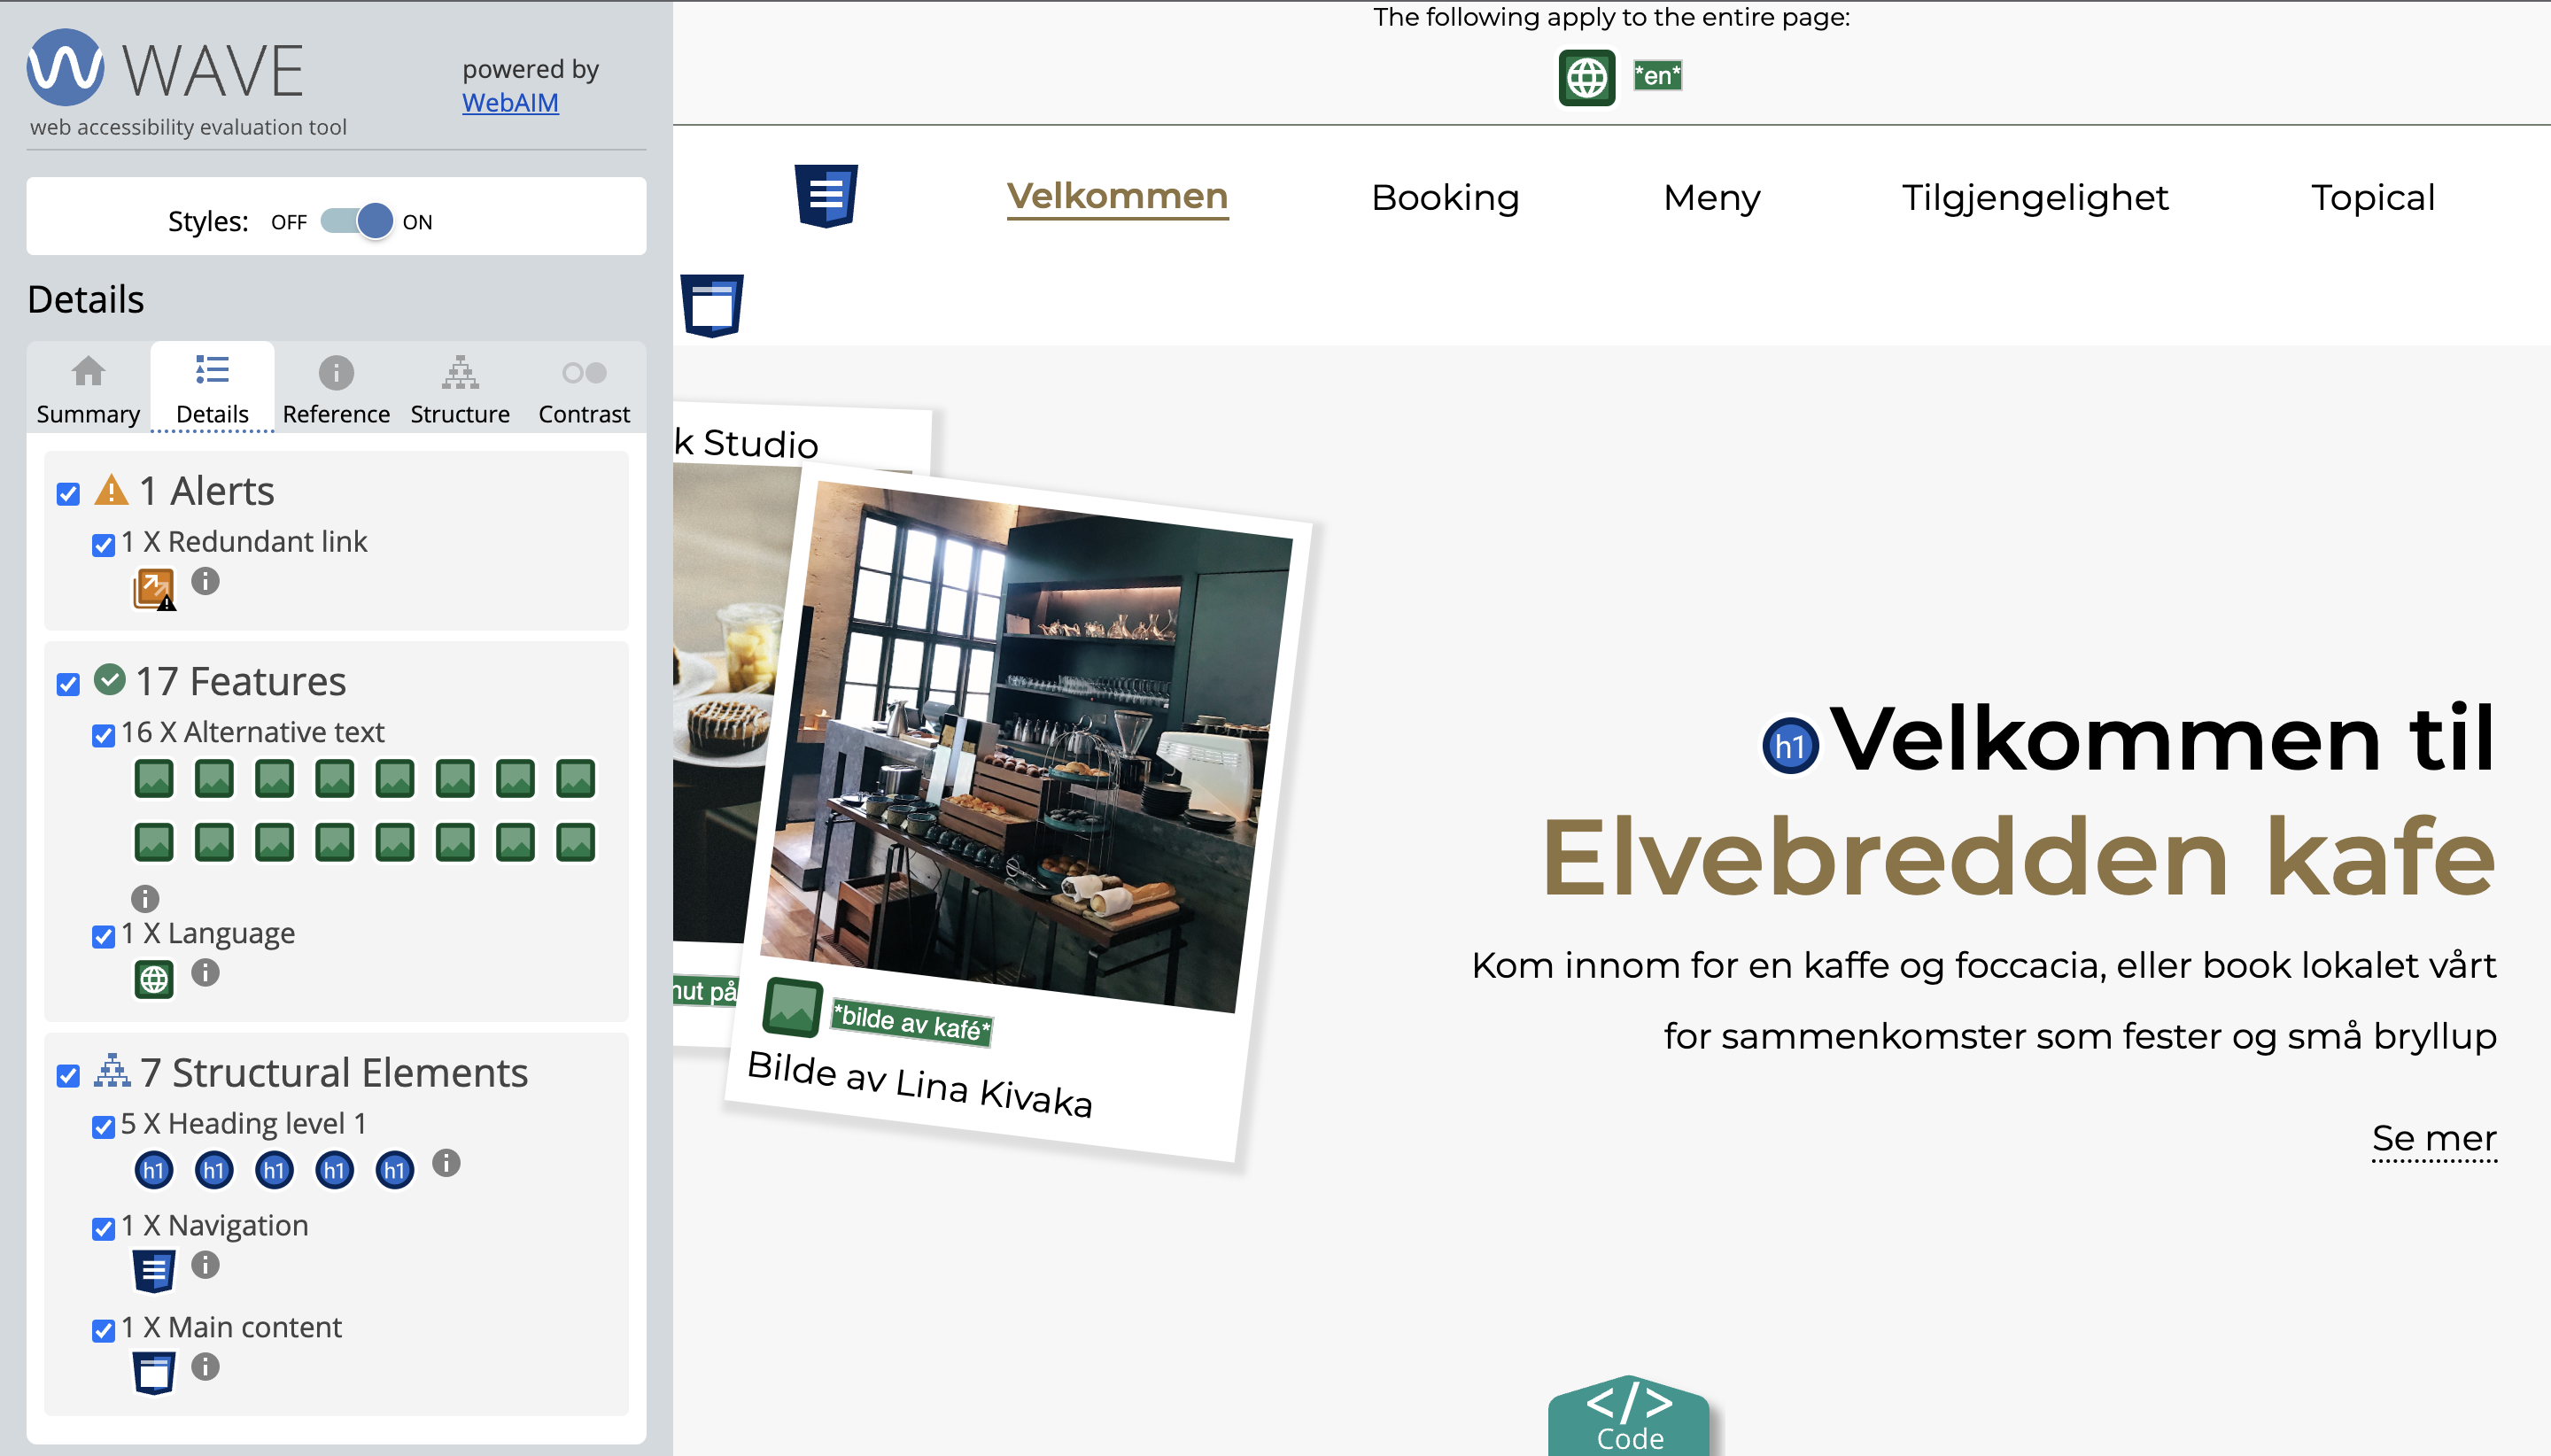 WAVE
powered by
WebAIM
web accessibility evaluation tool
Styles: OFF ON
Details
Summary Details Reference Structure Contrast
1 Alerts
1 X Redundant link
17 Features
16 X Alternative text
1 X Language
7 Structural Elements
5 X Heading level 1
h1 h1 h1 h1 h1
1 X Navigation
1 X Main content
The following apply to the entire page:
*en*
Velkommen Booking Meny Tilgjengelighet Topical
k Studio
nut på
*bilde av kafé*
Bilde av Lina Kivaka
h1 Velkommen til
Elvebredden kafe
Kom innom for en kaffe og foccacia, eller book lokalet vårt
for sammenkomster som fester og små bryllup
Se mer
</>
Code